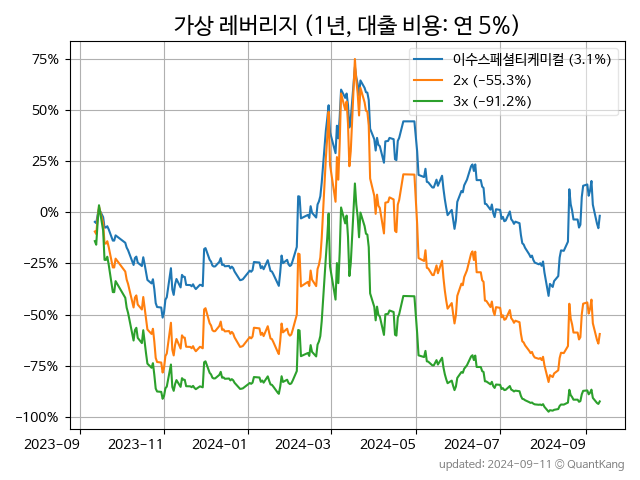 가상 레버리지 (1년, 대출 비용: 연 5%)
이수스페셜티케미컬 (3.1%)
2x (−55.3%)
3x (−91.2%)
75%
50%
25%
0%
−25%
−50%
−75%
−100%
2023-09 2023-11 2024-01 2024-03 2024-05 2024-07 2024-09
updated: 2024-09-11 © QuantKang